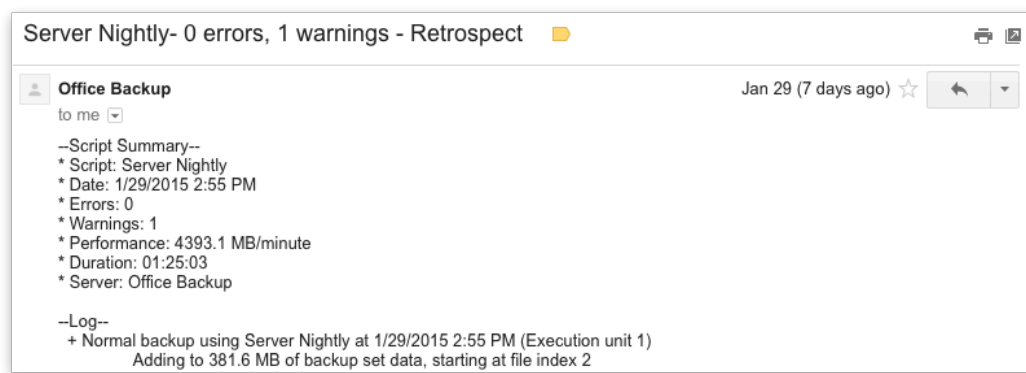 Server Nightly- 0 errors, 1 warnings - Retrospect
Office Backup
Jan 29 (7 days ago)
to me
--Script Summary--
* Script: Server Nightly
* Date: 1/29/2015 2:55 PM
* Errors: 0
* Warnings: 1
* Performance: 4393.1 MB/minute
* Duration: 01:25:03
* Server: Office Backup
--Log--
+ Normal backup using Server Nightly at 1/29/2015 2:55 PM (Execution unit 1)
Adding to 381.6 MB of backup set data, starting at file index 2